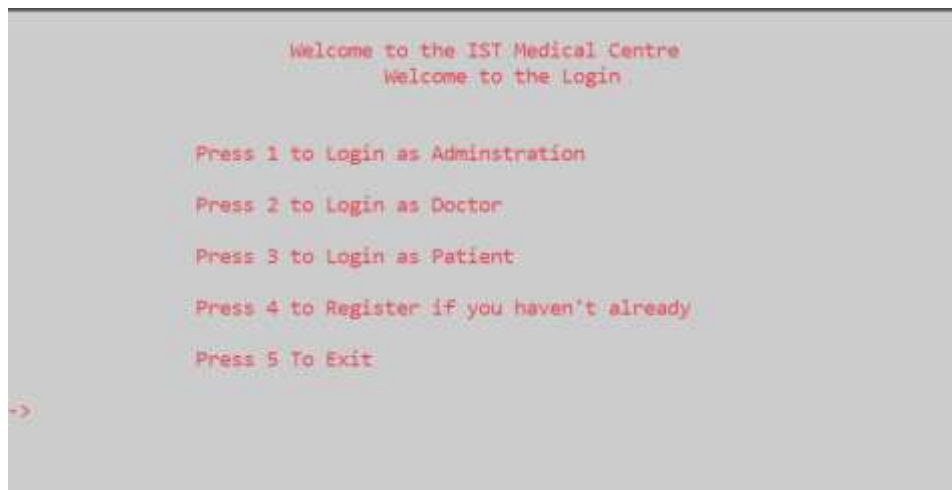 Welcome to the IST Medical Centre
Welcome to the Login
Press 1 to Login as Adminstration
Press 2 to Login as Doctor
Press 3 to Login as Patient
Press 4 to Register if you haven't already
Press 5 To Exit
->